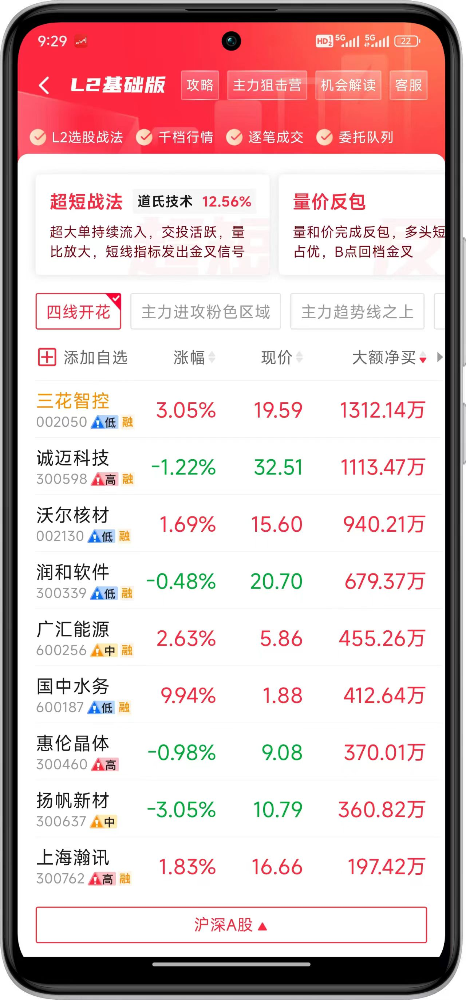 9:29 HD 1 2 5G 5G 22
L2基础版 攻略 主力狙击营 机会解读 客服
L2选股战法 千档行情 逐笔成交 委托队列
超短战法 道氏技术 12.56% 量价反包
超大单持续流入，交投活跃，量
比放大，短线指标发出金叉信号
量和价完成反包，多头短
占优，B点回档金叉
超短 反
四线开花 主力进攻粉色区域 主力趋势线之上
添加自选 涨幅 现价 大额净买
三花智控 3.05% 19.59 1312.14万
002050 低 融
诚迈科技 -1.22% 32.51 1113.47万
300598 高 融
沃尔核材 1.69% 15.60 940.21万
002130 低 融
润和软件 -0.48% 20.70 679.37万
300339 低 融
广汇能源 2.63% 5.86 455.26万
600256 中 融
国中水务 9.94% 1.88 412.64万
600187 低 融
惠伦晶体 -0.98% 9.08 370.01万
300460 高
扬帆新材 -3.05% 10.79 360.82万
300637 中
上海瀚讯 1.83% 16.66 197.42万
300762 高 融
沪深A股